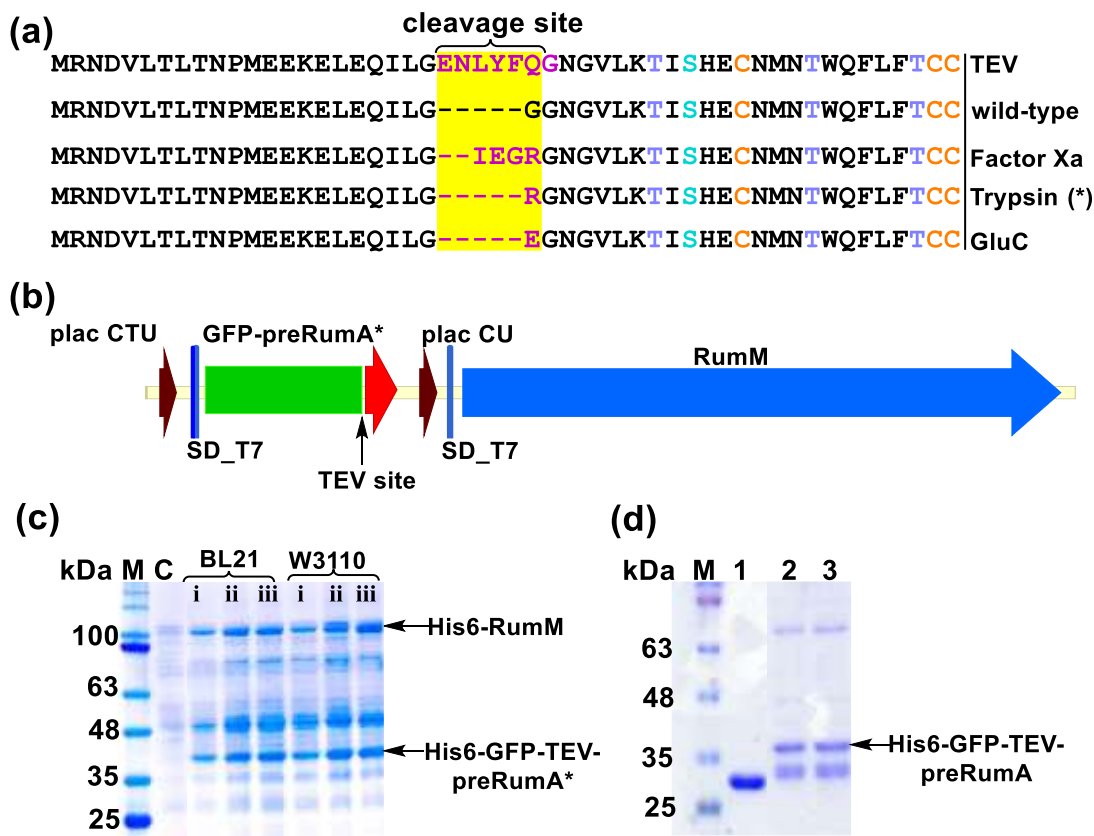 (a)
cleavage site
MRNDVLTLTNPMEEKELEQILGENLYFQGNGVLKTISHECNMNTWQFLFTCC TEV
MRNDVLTLTNPMEEKELEQILG-----GGNGVLKTISHECNMNTWQFLFTCC wild-type
MRNDVLTLTNPMEEKELEQILG--IEGRGNGVLKTISHECNMNTWQFLFTCC Factor Xa
MRNDVLTLTNPMEEKELEQILG-----RGNGVLKTISHECNMNTWQFLFTCC Trypsin (*)
MRNDVLTLTNPMEEKELEQILG-----EGNGVLKTISHECNMNTWQFLFTCC GluC
(b)
plac CTU GFP-preRumA* plac CU
RumM
SD_T7 SD_T7
TEV site
(c)
kDa M C BL21 W3110
i ii iii i ii iii
100
63
48
35
25
His6-RumM
His6-GFP-TEV-
preRumA*
(d)
kDa M 1 2 3
63
48
35
25
His6-GFP-TEV-
preRumA